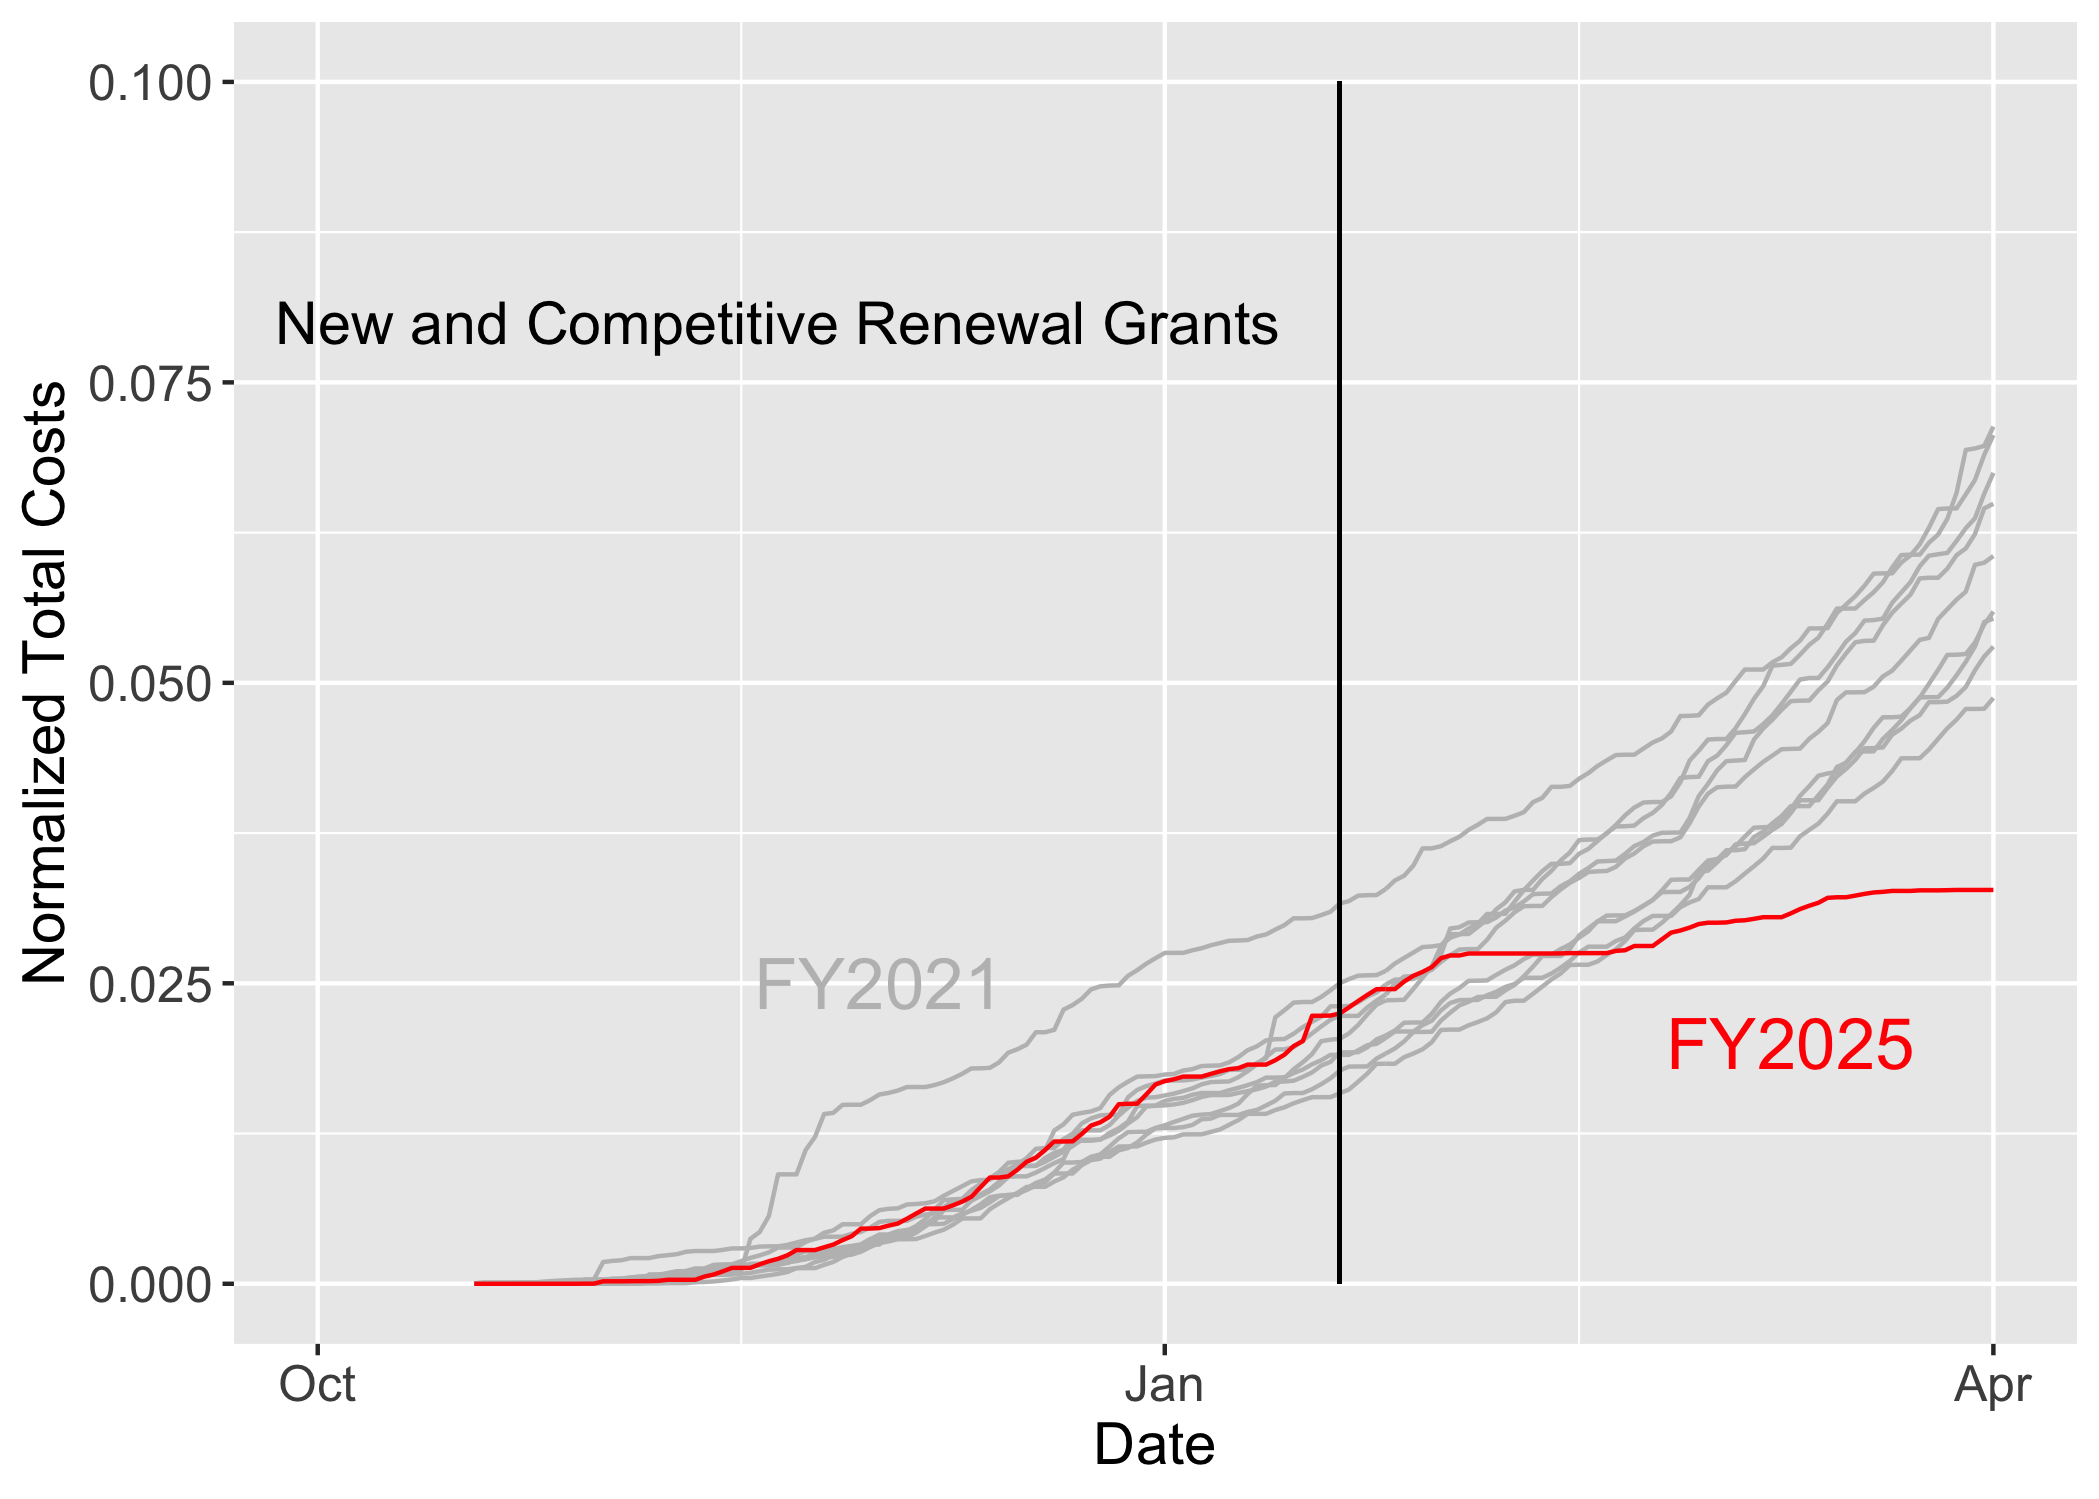 0.100
New and Competitive Renewal Grants
0.075
Normalized Total Costs
0.050
FY2021
0.025
FY2025
0.000
Oct
Jan
Apr
Date